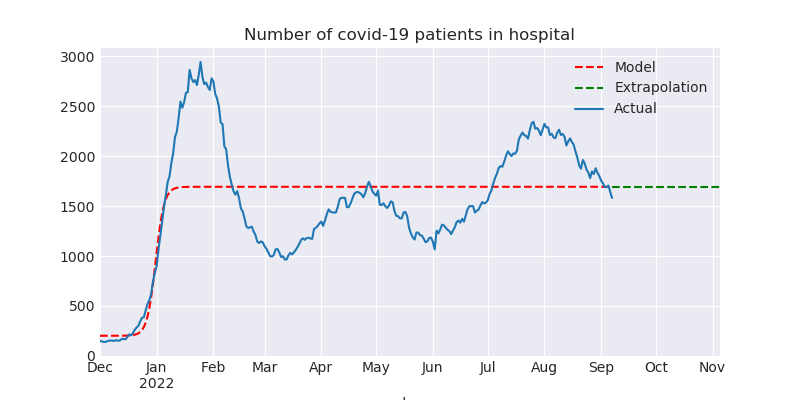 Number of covid-19 patients in hospital
3000
2500
2000
1500
1000
500
0
Model
Extrapolation
Actual
Dec Jan Feb Mar Apr May Jun Jul Aug Sep Oct Nov
2022